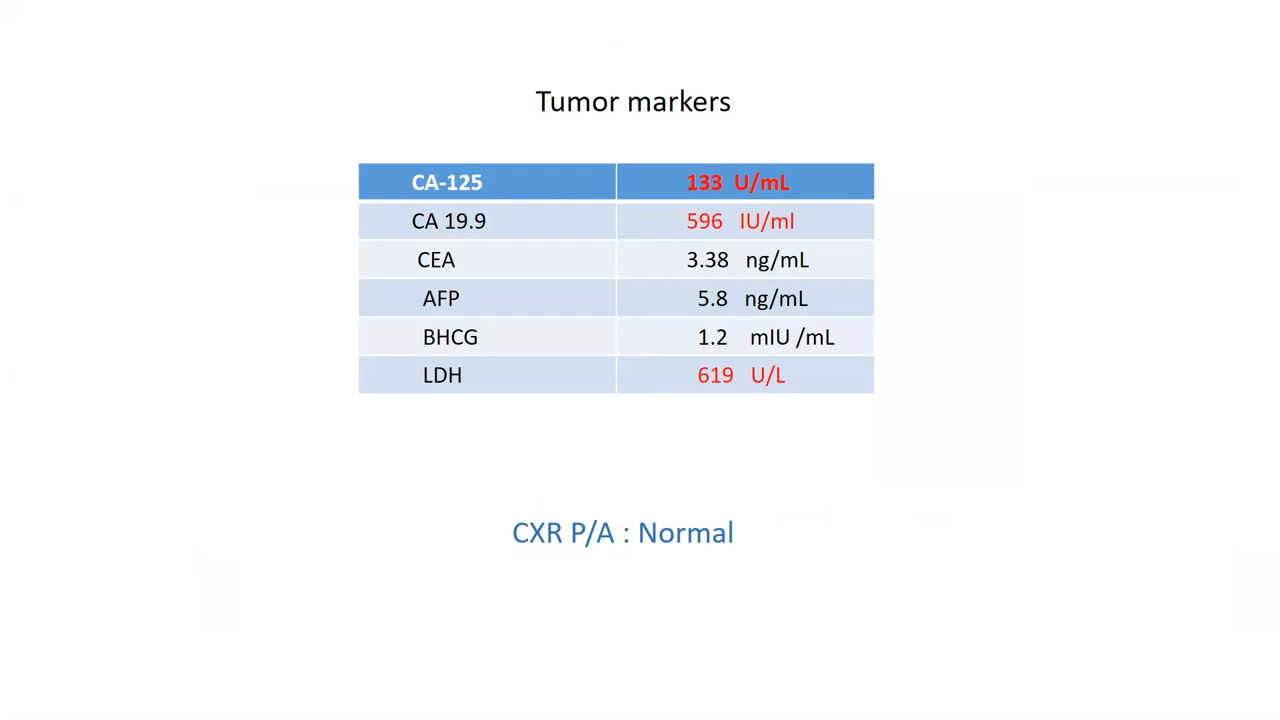 Tumor markers
CA-125 133 U/mL
CA 19.9 596 IU/ml
CEA 3.38 ng/mL
AFP 5.8 ng/mL
BHCG 1.2 mIU /mL
LDH 619 U/L
CXR P/A : Normal